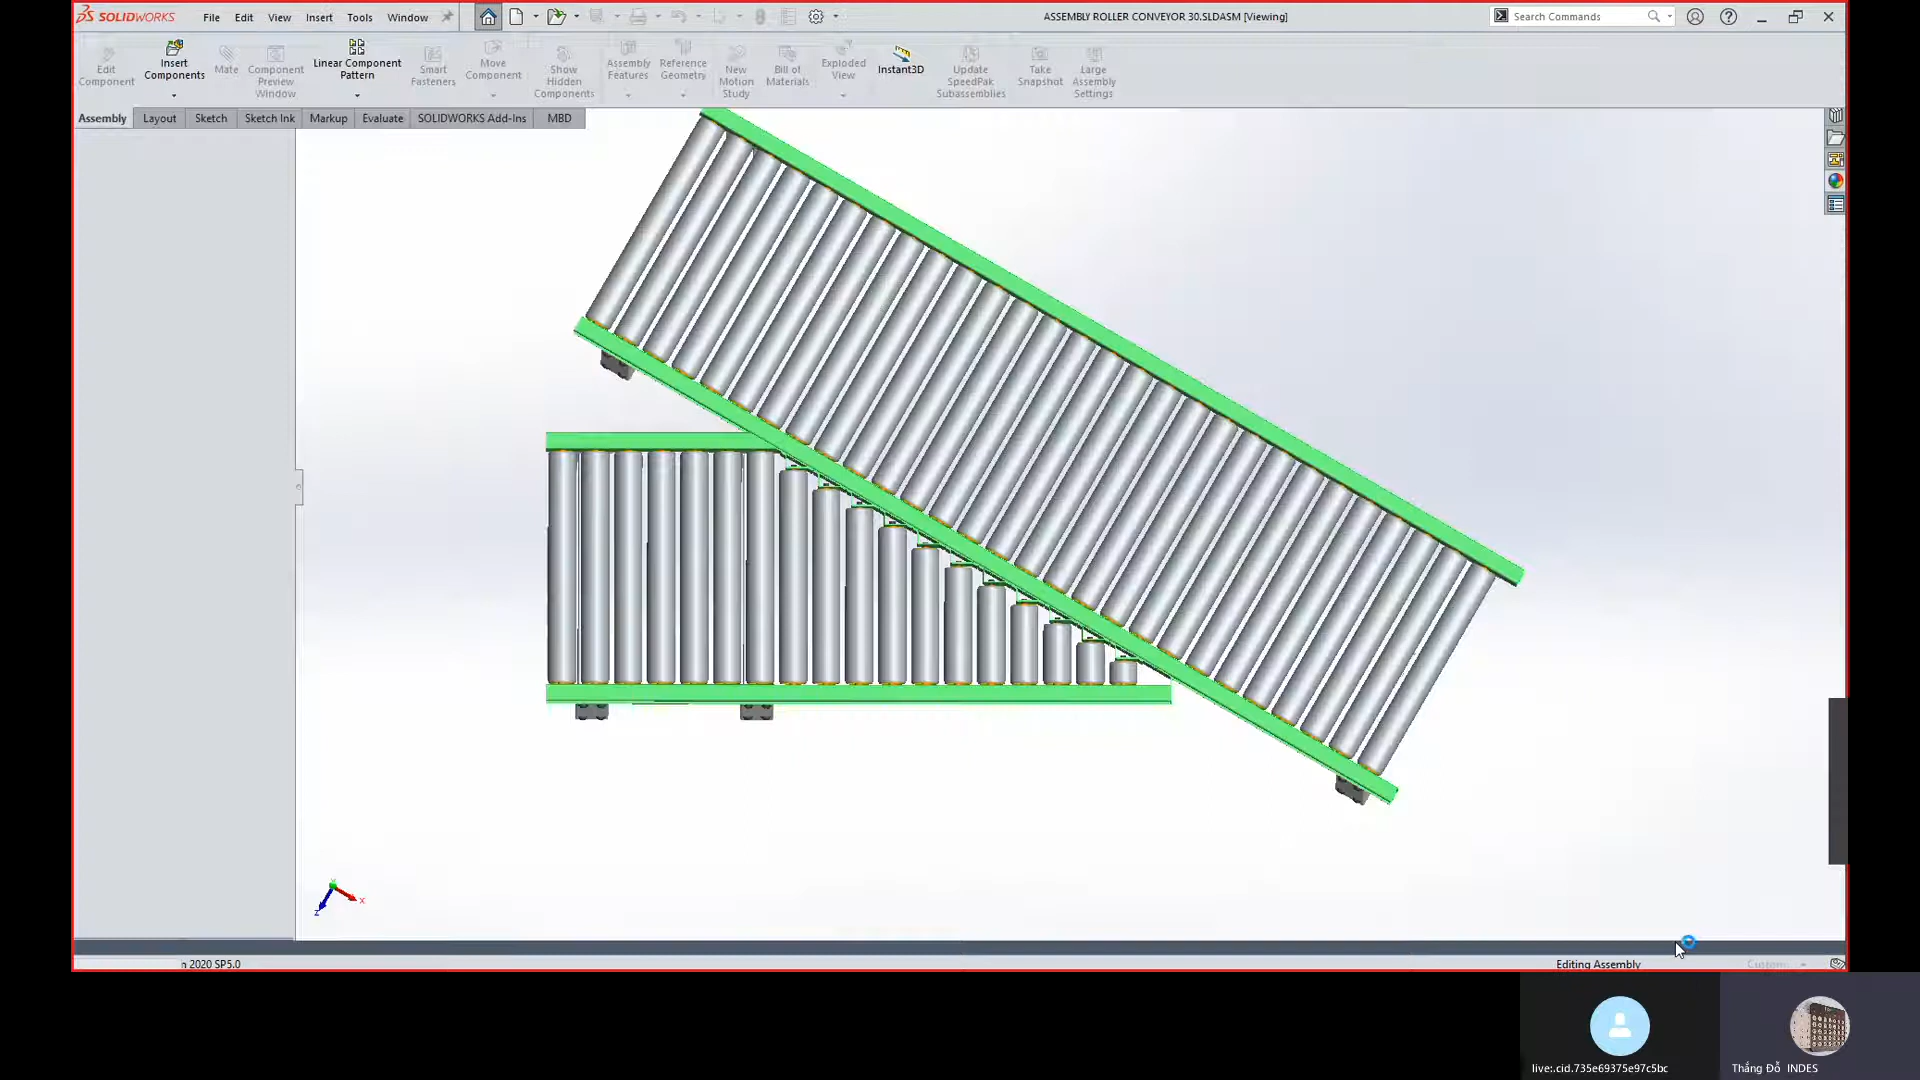 SOLIDWORKS File Edit View Insert Tools Window ASSEMBLY ROLLER CONVEYOR 30.SLDASM [Viewing] Search Commands
Edit Component
Insert Components
Mate
Component Preview Window
Linear Component Pattern
Smart Fasteners
Move Component
Show Hidden Components
Assembly Features
Reference Geometry
New Motion Study
Bill of Materials
Exploded View
Instant3D
Update SpeedPak Subassemblies
Take Snapshot
Large Assembly Settings
Assembly Layout Sketch Sketch Ink Markup Evaluate SOLIDWORKS Add-Ins MBD
Y
X
Z
n 2020 SP5.0 Editing Assembly Custom
live:.cid.735e69375e97c5bc Thắng Đỗ INDES